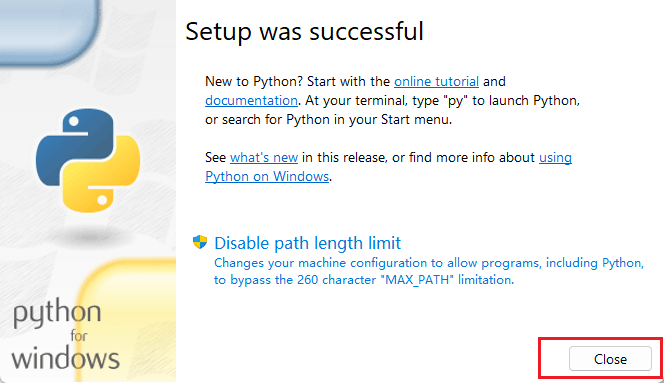 Setup was successful
New to Python? Start with the online tutorial and
documentation. At your terminal, type "py" to launch Python,
or search for Python in your Start menu.
See what's new in this release, or find more info about using
Python on Windows.
Disable path length limit
Changes your machine configuration to allow programs, including Python,
to bypass the 260 character "MAX_PATH" limitation.
python
for
windows
Close